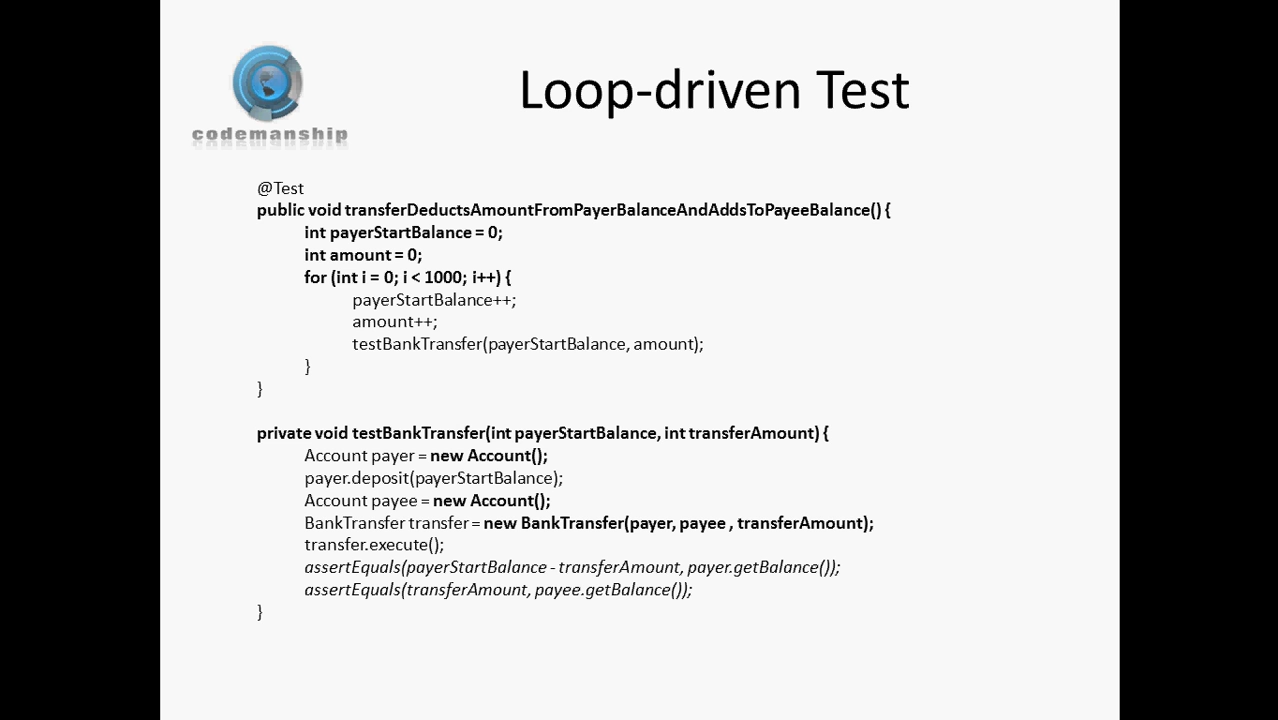 codemanship
Loop-driven Test
@Test
public void transferDeductsAmountFromPayerBalanceAndAddsToPayeeBalance() {
int payerStartBalance = 0;
int amount = 0;
for (int i = 0; i < 1000; i++) {
payerStartBalance++;
amount++;
testBankTransfer(payerStartBalance, amount);
}
}
private void testBankTransfer(int payerStartBalance, int transferAmount) {
Account payer = new Account();
payer.deposit(payerStartBalance);
Account payee = new Account();
BankTransfer transfer = new BankTransfer(payer, payee , transferAmount);
transfer.execute();
assertEquals(payerStartBalance - transferAmount, payer.getBalance());
assertEquals(transferAmount, payee.getBalance());
}